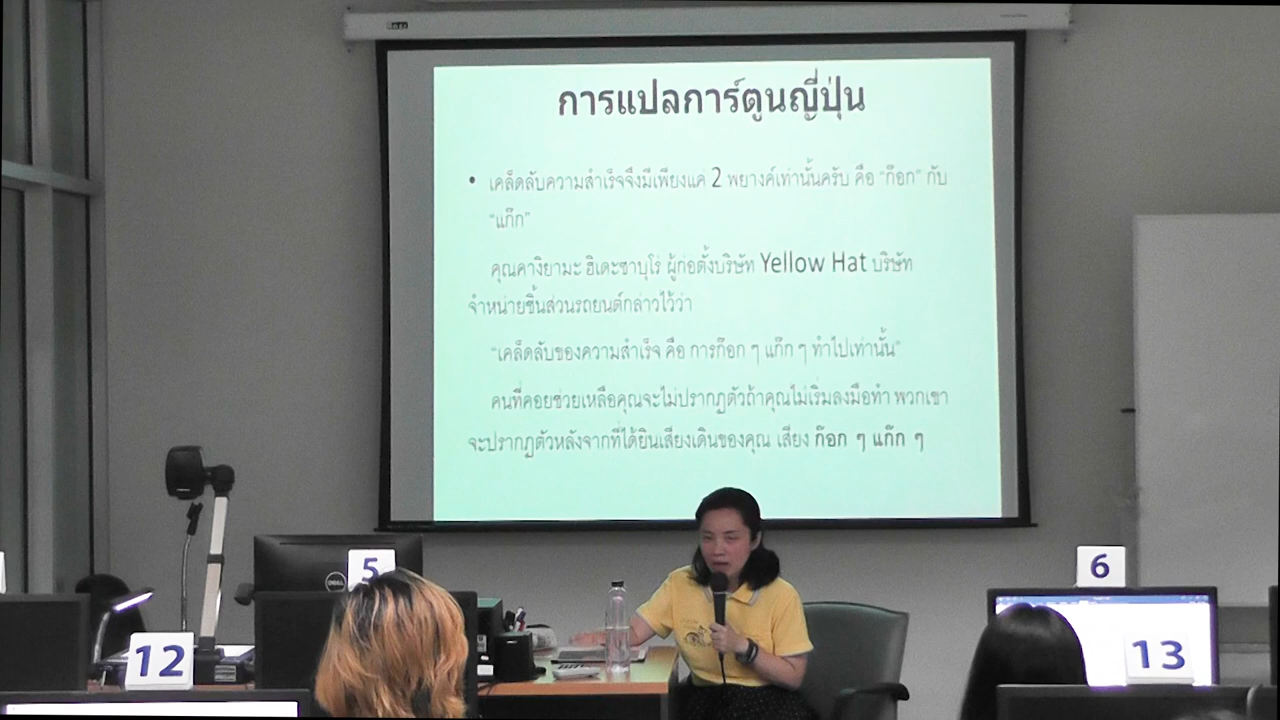 การแปลการ์ตูนญี่ปุ่น
• เคล็ดลับความสำเร็จจึงมีเพียงแค่ 2 พยางค์เท่านั้นครับ คือ "ก๊อก" กับ
"แก๊ก"
คุณคางิยามะ ฮิเดะซาบุโร่ ผู้ก่อตั้งบริษัท Yellow Hat บริษัท
จำหน่ายชิ้นส่วนรถยนต์กล่าวไว้ว่า
"เคล็ดลับของความสำเร็จ คือ การก๊อก ๆ แก๊ก ๆ ทำไปเท่านั้น"
คนที่คอยช่วยเหลือคุณจะไม่ปรากฏตัวถ้าคุณไม่เริ่มลงมือทำ พวกเขา
จะปรากฏตัวหลังจากที่ได้ยินเสียงเดินของคุณ เสียง ก๊อก ๆ แก๊ก ๆ
5
6
DELL
12
13